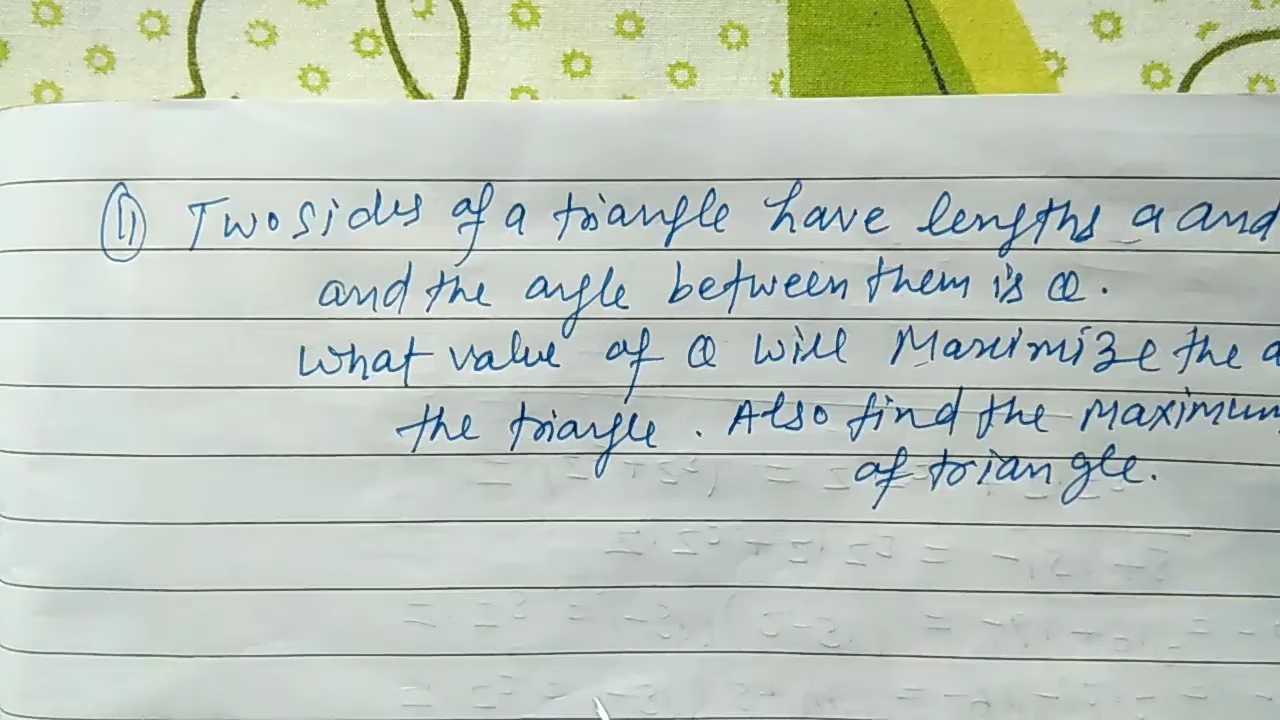 11 Two sides of a triangle have lengths a and
and the angle between them is Q.
What value of Q will Maximize the
the triangle. Also find the Maximum
of triangle.